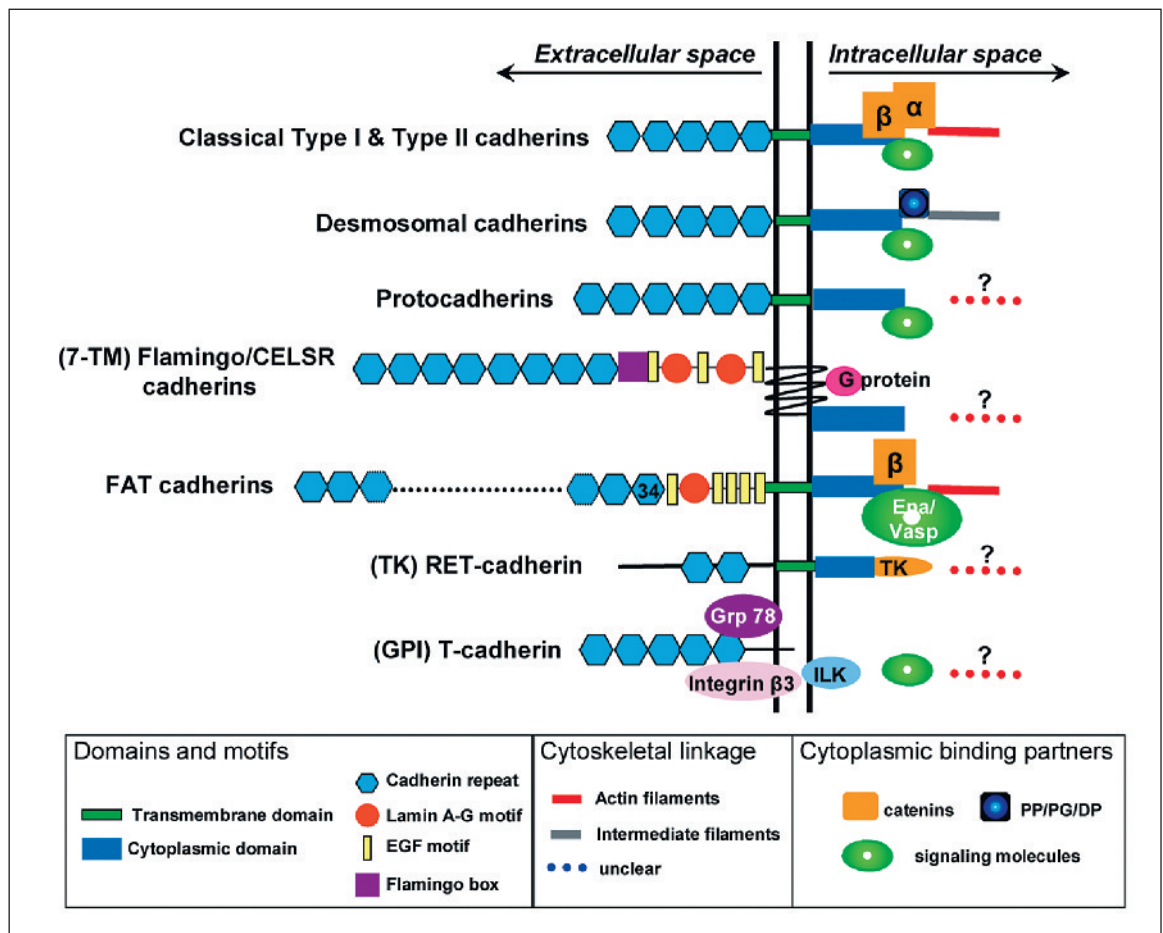 Extracellular space
Intracellular space
Classical Type I & Type II cadherins
β
α
Desmosomal cadherins
Protocadherins
?
(7-TM) Flamingo/CELSR
cadherins
G protein
?
FAT cadherins
34
β
Ena/
Vasp
(TK) RET-cadherin
TK
?
Grp 78
(GPI) T-cadherin
Integrin β3
ILK
?
Domains and motifs
Transmembrane domain
Cytoplasmic domain
Cadherin repeat
Lamin A-G motif
EGF motif
Flamingo box
Cytoskeletal linkage
Actin filaments
Intermediate filaments
unclear
Cytoplasmic binding partners
catenins
PP/PG/DP
signaling molecules